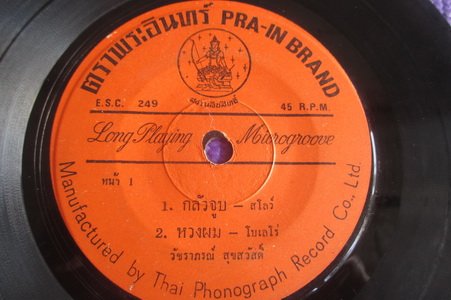 ตราพระอินทร์ PRA-IN BRAND
E.S.C. 249
45 R.P.M.
Long Playing Microgroove
หน้า 1
1. กลัวจูบ – สโลว์
2. หวงผม – โบเลโร่
วัชราภรณ์ สุขสวัสดิ์
Manufactured by Thai Phonograph Record Co., Ltd.